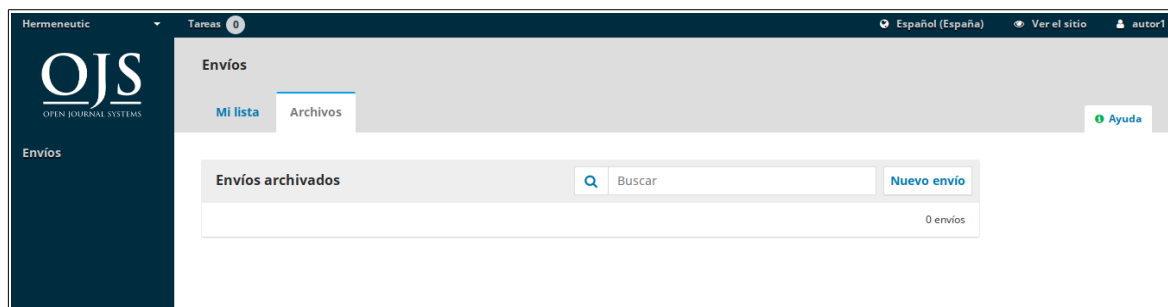 Hermeneutic
Tareas 0
Español (España)
Ver el sitio
autor1
OJS
OPEN JOURNAL SYSTEMS
Envíos
Envíos
Mi lista
Archivos
Ayuda
Envíos archivados
Buscar
Nuevo envío
0 envíos